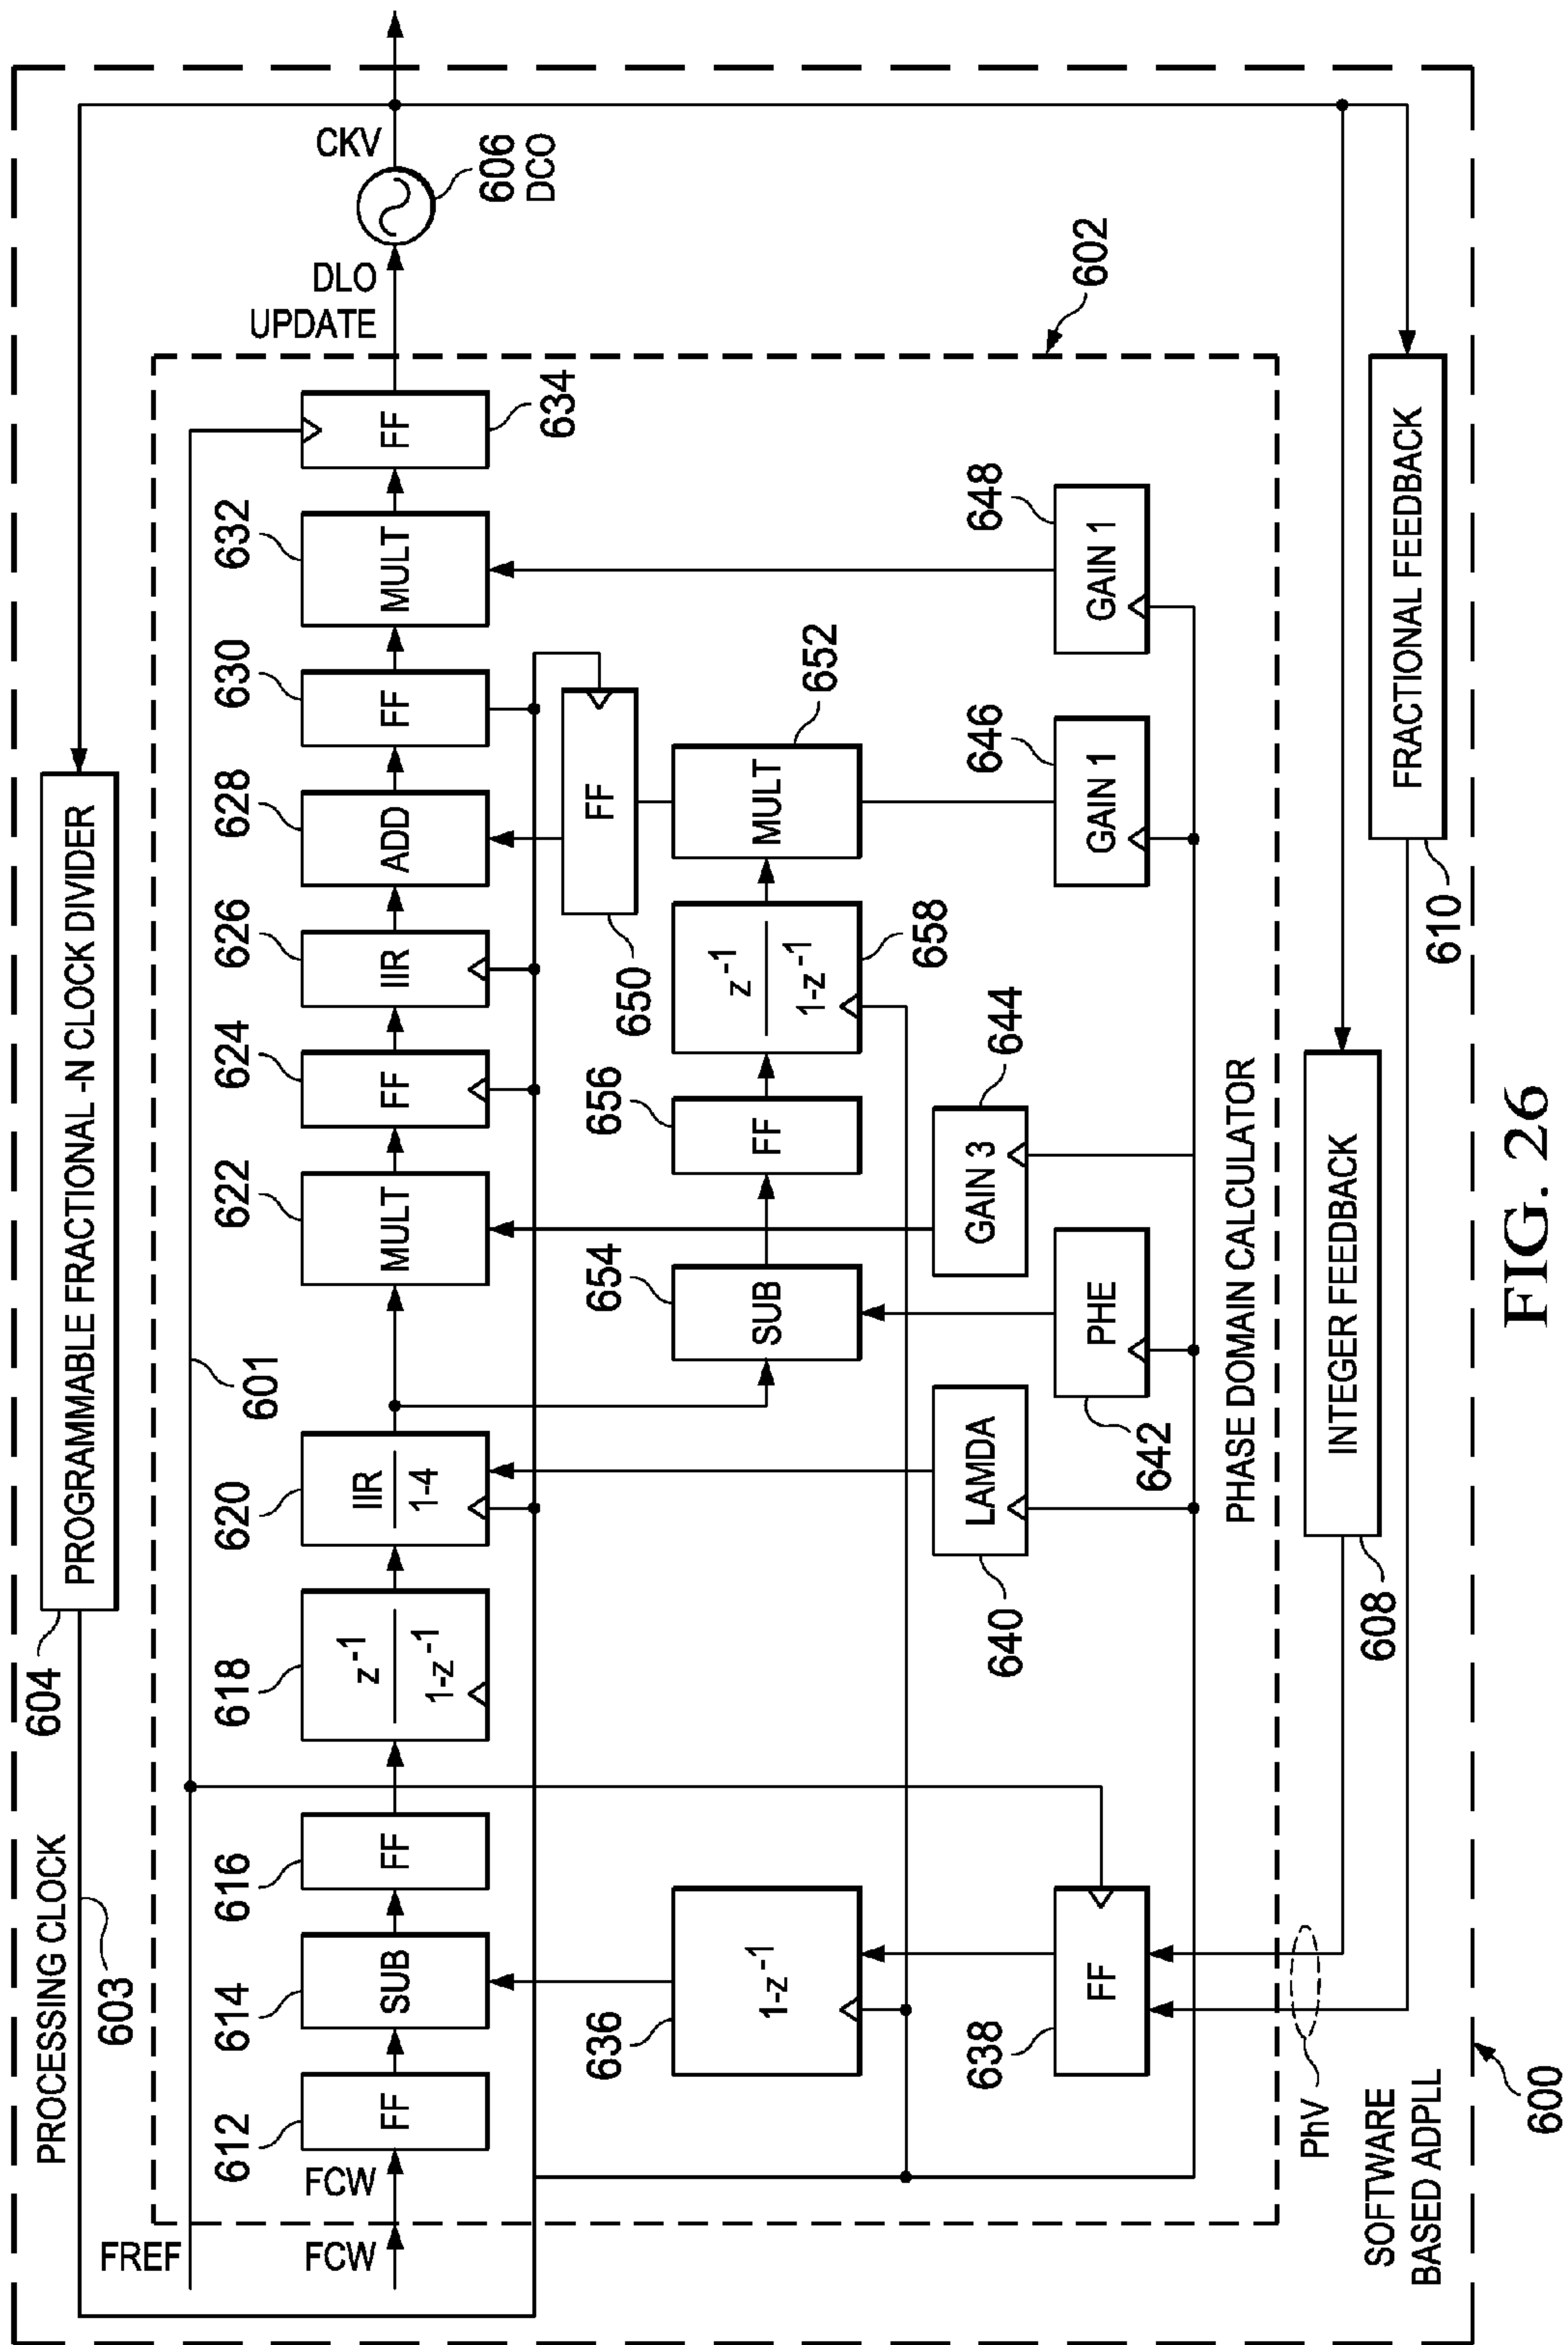 PROCESSING CLOCK
603
604
PROGRAMMABLE FRACTIONAL -N CLOCK DIVIDER
FREF
601
FCW
FCW
612
FF
614
SUB
616
FF
618
z⁻¹
1-z⁻¹
620
IIR
1-4
622
MULT
624
FF
626
IIR
628
ADD
630
FF
632
MULT
FF
634
DLO
UPDATE
CKV
606
DCO
602
636
1-z⁻¹
654
SUB
656
FF
z⁻¹
1-z⁻¹
658
MULT
652
FF
650
638
FF
640
LAMDA
PHE
642
GAIN 3
644
GAIN 1
646
GAIN 1
648
PHASE DOMAIN CALCULATOR
PhV
INTEGER FEEDBACK
608
FRACTIONAL FEEDBACK
610
SOFTWARE
BASED ADPLL
600
FIG. 26